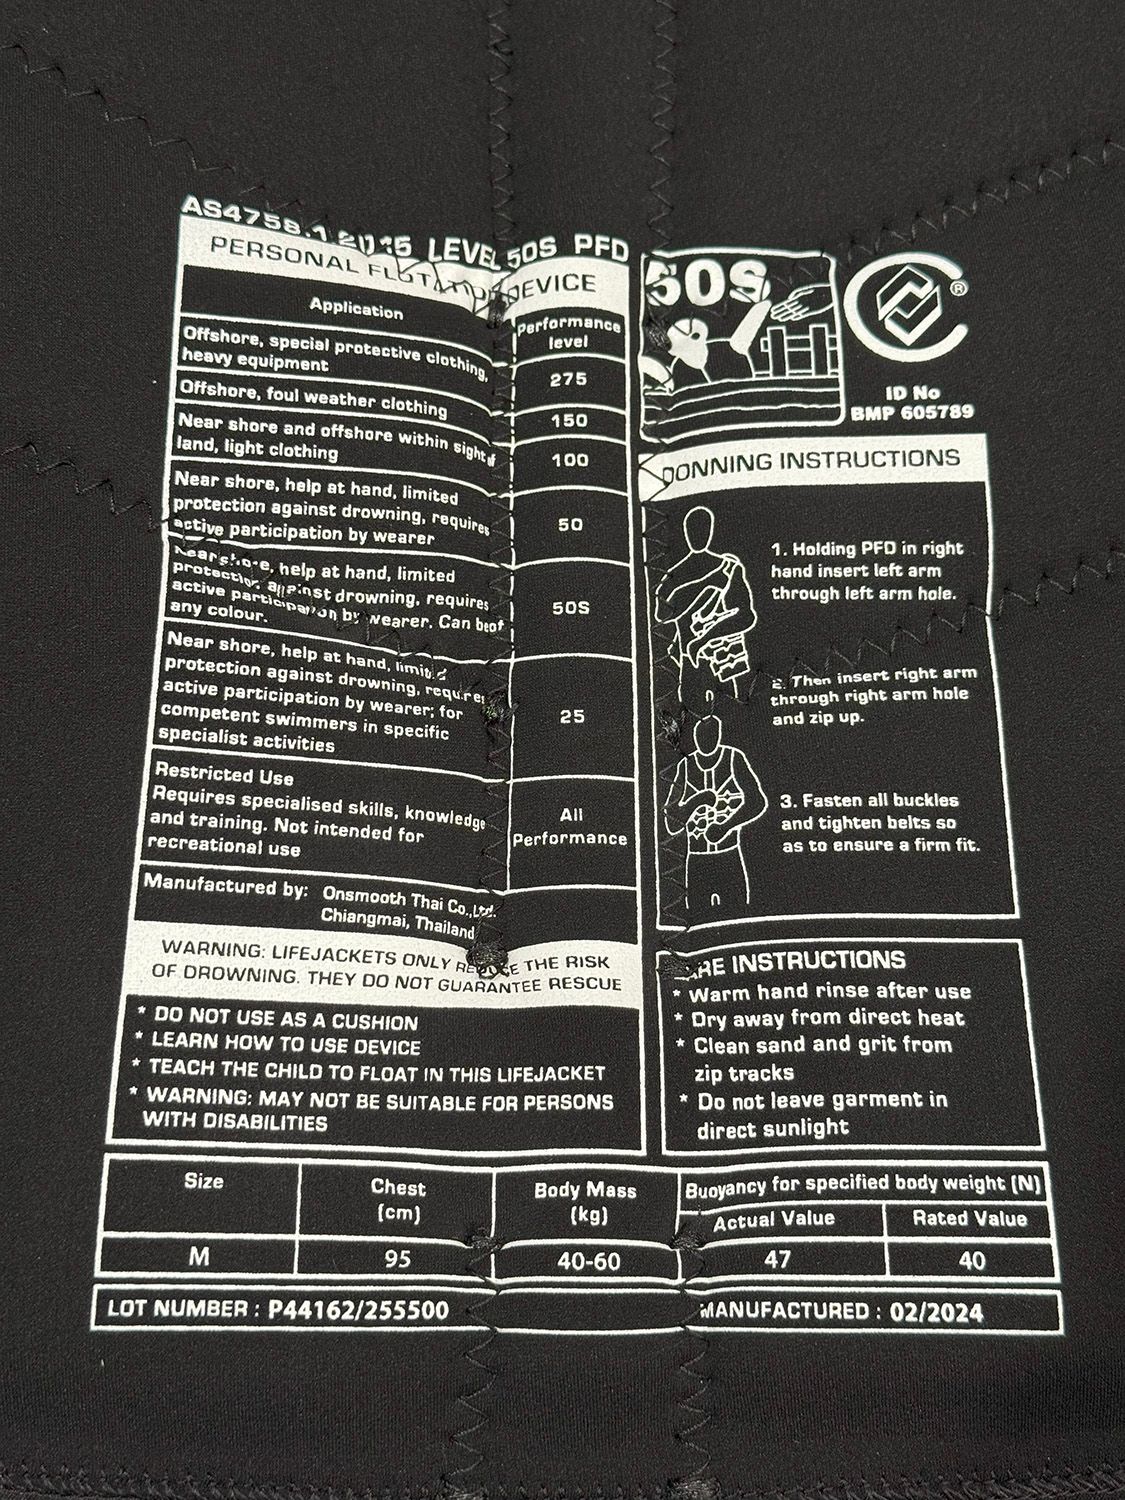 AS4758.1 2015 LEVEL 50S PFD
PERSONAL FLOTATION DEVICE
Application
Performance
level
Offshore, special protective clothing,
heavy equipment
275
Offshore, foul weather clothing
150
Near shore and offshore within sight of
land, light clothing
100
Near shore, help at hand, limited
protection against drowning, requires
active participation by wearer
50
Near shore, help at hand, limited
protection against drowning, requires
active participation by wearer. Can be of
any colour.
50S
Near shore, help at hand, limited
protection against drowning, requires
active participation by wearer; for
competent swimmers in specific
specialist activities
25
Restricted Use
Requires specialised skills, knowledge
and training. Not intended for
recreational use
All
Performance
Manufactured by: Onsmooth Thai Co.,Ltd.
Chiangmai, Thailand
WARNING: LIFEJACKETS ONLY REDUCE THE RISK
OF DROWNING. THEY DO NOT GUARANTEE RESCUE
* DO NOT USE AS A CUSHION
* LEARN HOW TO USE DEVICE
* TEACH THE CHILD TO FLOAT IN THIS LIFEJACKET
* WARNING: MAY NOT BE SUITABLE FOR PERSONS
WITH DISABILITIES
50S
®
ID No
BMP 605789
DONNING INSTRUCTIONS
1. Holding PFD in right
hand insert left arm
through left arm hole.
2. Then insert right arm
through right arm hole
and zip up.
3. Fasten all buckles
and tighten belts so
as to ensure a firm fit.
CARE INSTRUCTIONS
* Warm hand rinse after use
* Dry away from direct heat
* Clean sand and grit from
zip tracks
* Do not leave garment in
direct sunlight
Size
Chest
(cm)
Body Mass
(kg)
Buoyancy for specified body weight (N)
Actual Value
Rated Value
M
95
40-60
47
40
LOT NUMBER : P44162/255500
MANUFACTURED : 02/2024